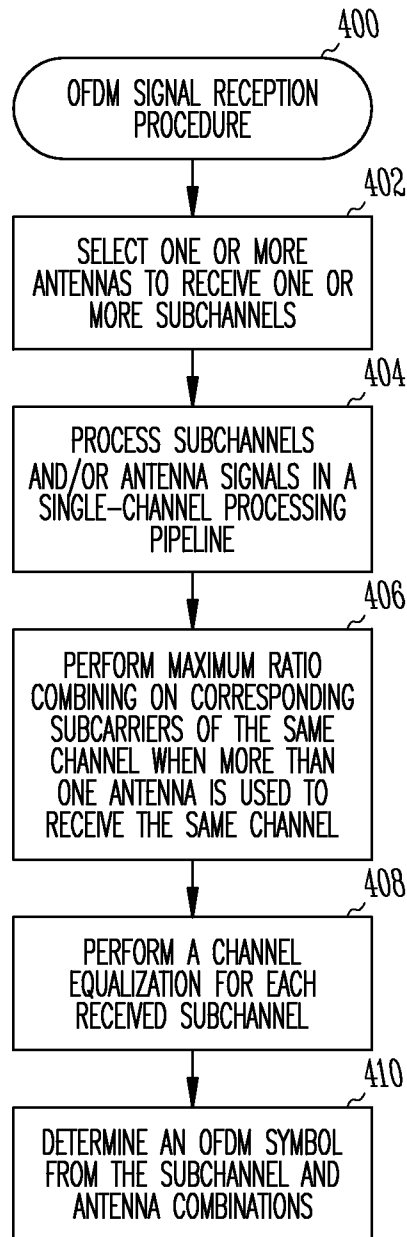 400
OFDM SIGNAL RECEPTION
PROCEDURE
402
SELECT ONE OR MORE
ANTENNAS TO RECEIVE ONE OR
MORE SUBCHANNELS
404
PROCESS SUBCHANNELS
AND/OR ANTENNA SIGNALS IN A
SINGLE-CHANNEL PROCESSING
PIPELINE
406
PERFORM MAXIMUM RATIO
COMBINING ON CORRESPONDING
SUBCARRIERS OF THE SAME
CHANNEL WHEN MORE THAN
ONE ANTENNA IS USED TO
RECEIVE THE SAME CHANNEL
408
PERFORM A CHANNEL
EQUALIZATION FOR EACH
RECEIVED SUBCHANNEL
410
DETERMINE AN OFDM SYMBOL
FROM THE SUBCHANNEL AND
ANTENNA COMBINATIONS